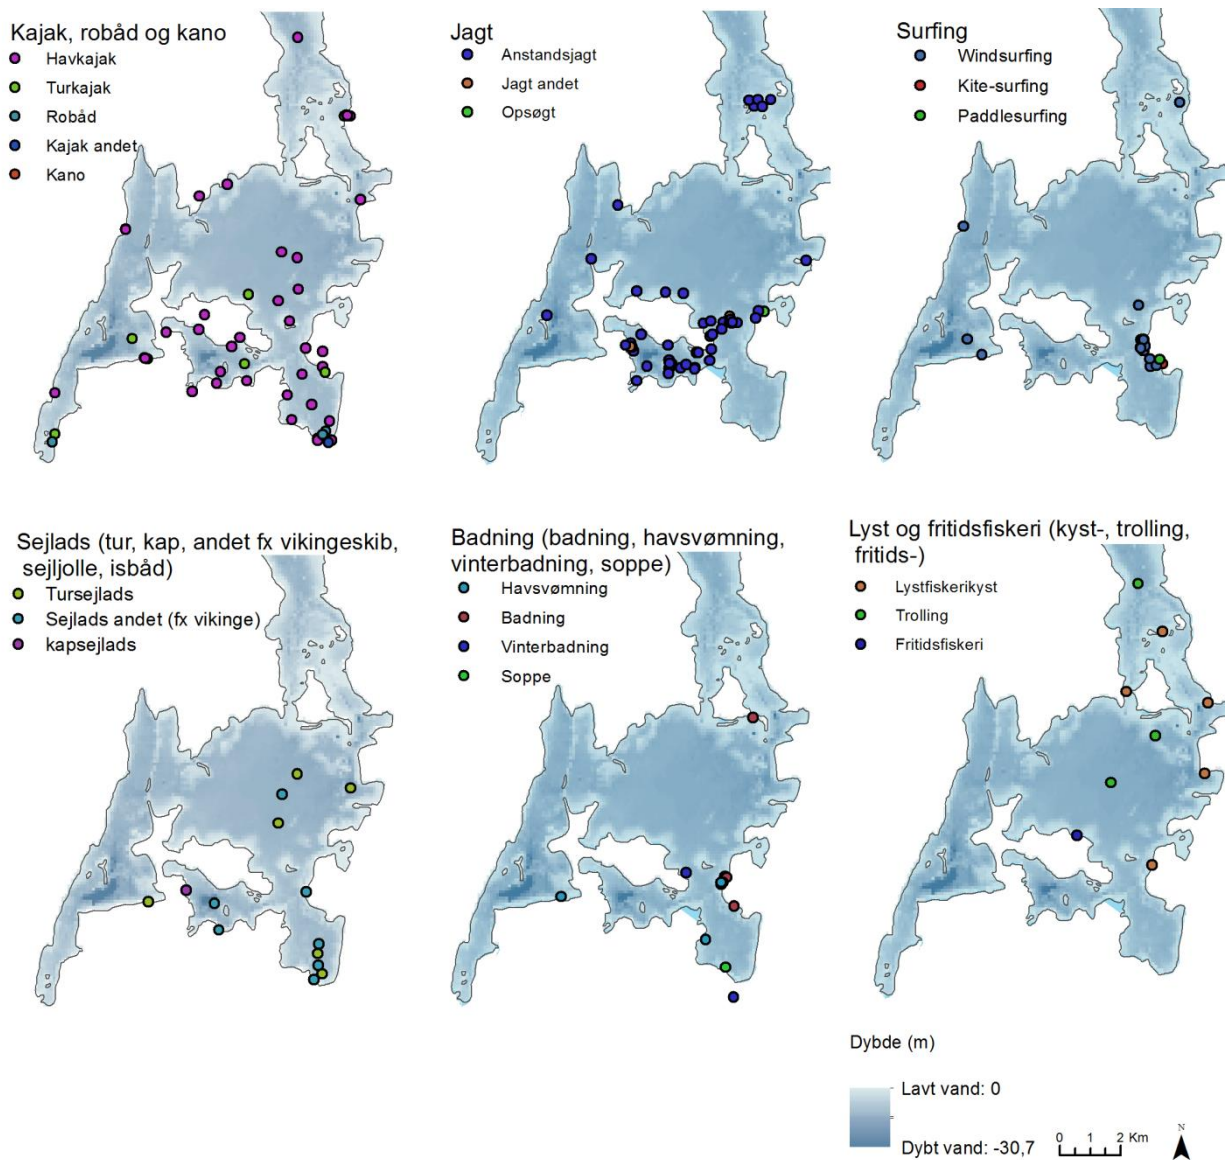 Kajak, robåd og kano
Havkajak
Turkajak
Robåd
Kajak andet
Kano
Jagt
Anstandsjagt
Jagt andet
Opsøgt
Surfing
Windsurfing
Kite-surfing
Paddlesurfing
Sejlads (tur, kap, andet fx vikingeskib,
sejljolle, isbåd)
Tursejlads
Sejlads andet (fx vikinge)
kapsejlads
Badning (badning, havsvømning,
vinterbadning, soppe)
Havsvømning
Badning
Vinterbadning
Soppe
Lyst og fritidsfiskeri (kyst-, trolling,
fritids-)
Lystfiskerikyst
Trolling
Fritidsfiskeri
Dybde (m)
Lavt vand: 0
Dybt vand: -30,7
0 1 2 Km
N